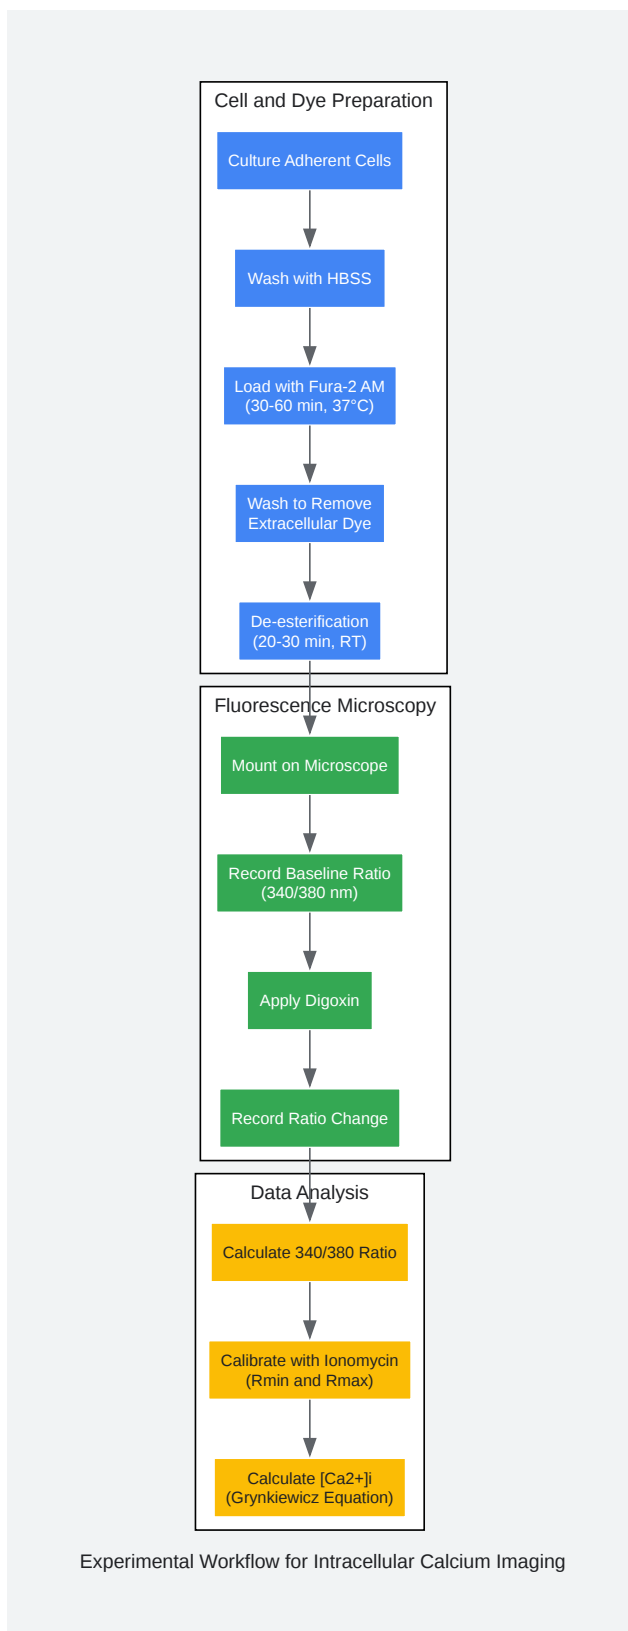 Cell and Dye Preparation
Culture Adherent Cells
Wash with HBSS
Load with Fura-2 AM
(30-60 min, 37°C)
Wash to Remove
Extracellular Dye
De-esterification
(20-30 min, RT)
Fluorescence Microscopy
Mount on Microscope
Record Baseline Ratio
(340/380 nm)
Apply Digoxin
Record Ratio Change
Data Analysis
Calculate 340/380 Ratio
Calibrate with Ionomycin
(Rmin and Rmax)
Calculate [Ca2+]i
(Grynkiewicz Equation)
Experimental Workflow for Intracellular Calcium Imaging